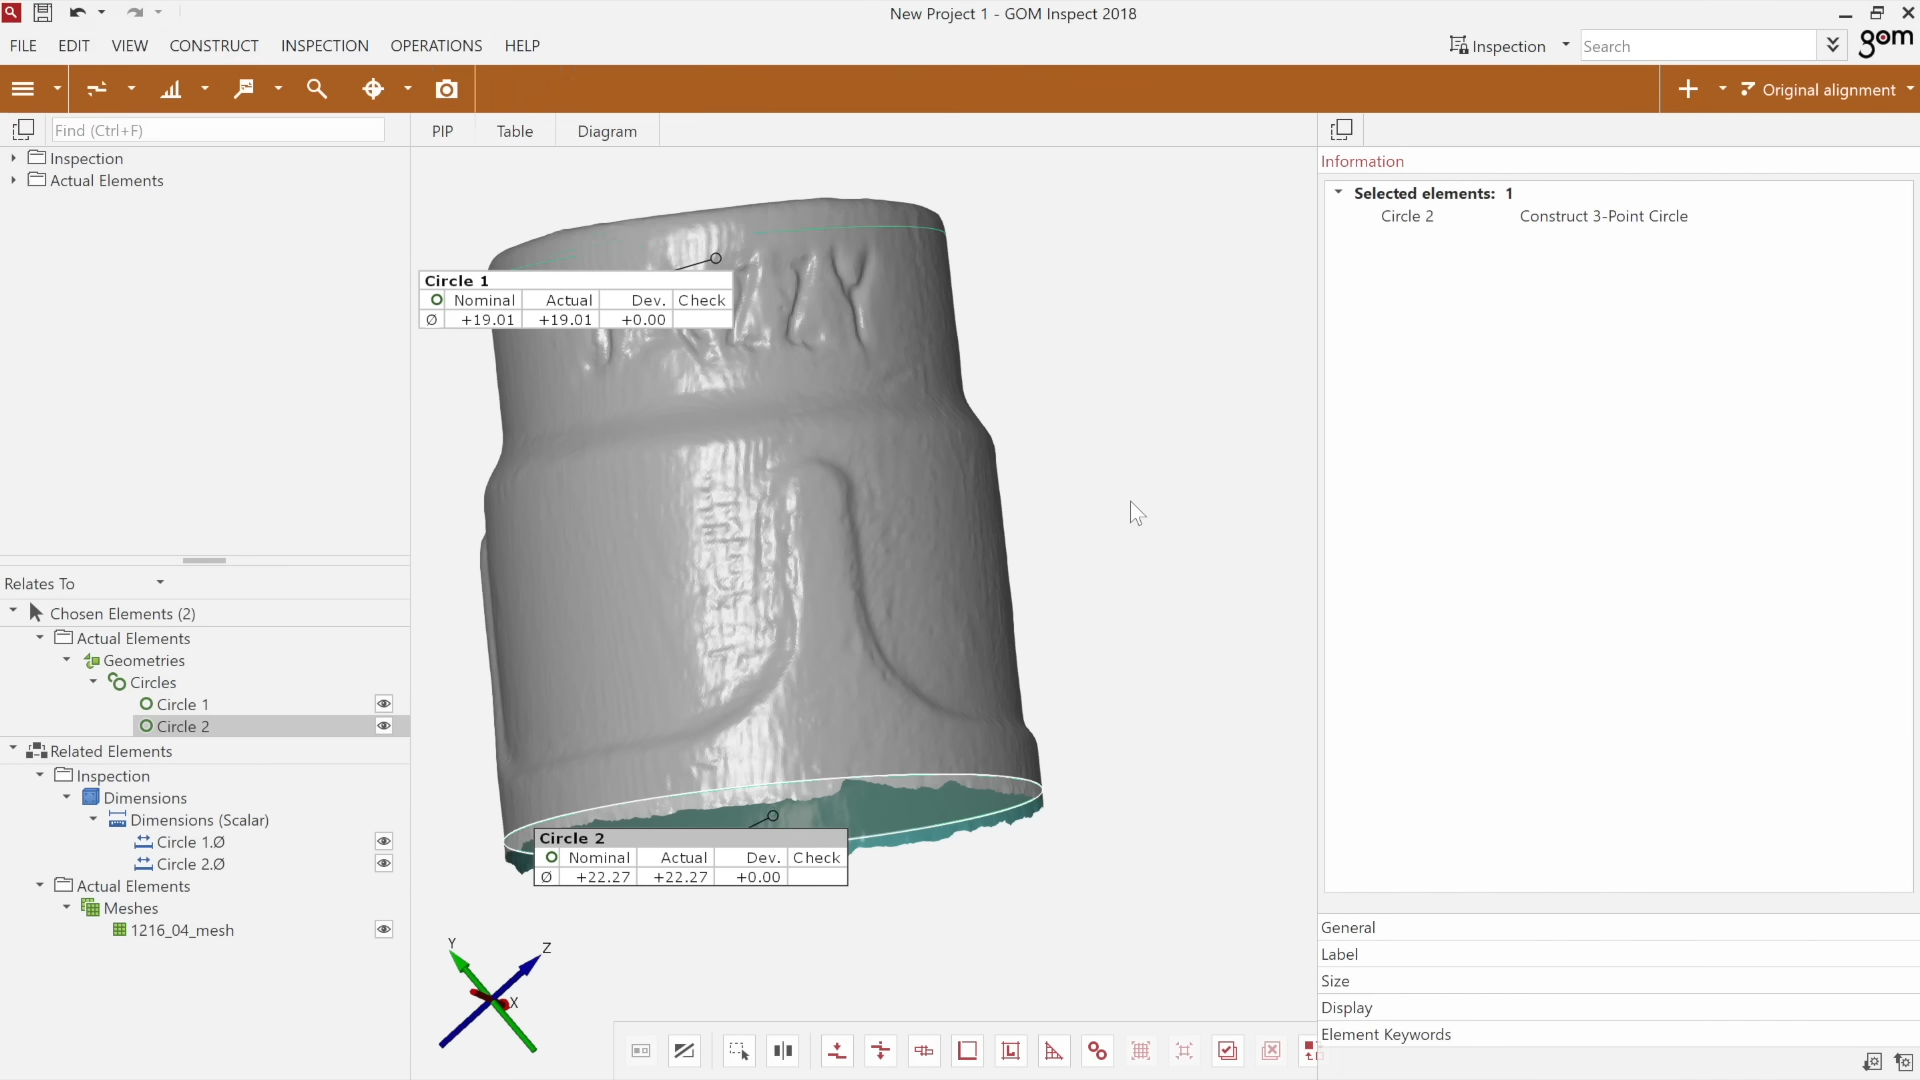 New Project 1 - GOM Inspect 2018
FILE EDIT VIEW CONSTRUCT INSPECTION OPERATIONS HELP
Inspection
Search
gom
Original alignment
Find (Ctrl+F)
PIP Table Diagram
Inspection
Actual Elements
Information
Selected elements: 1
Circle 2 Construct 3-Point Circle
Circle 1
Nominal Actual Dev. Check
Ø +19.01 +19.01 +0.00
Relates To
Chosen Elements (2)
Actual Elements
Geometries
Circles
Circle 1
Circle 2
Related Elements
Inspection
Dimensions
Dimensions (Scalar)
Circle 1.Ø
Circle 2.Ø
Actual Elements
Meshes
1216_04_mesh
Circle 2
Nominal Actual Dev. Check
Ø +22.27 +22.27 +0.00
Y
Z
X
General
Label
Size
Display
Element Keywords